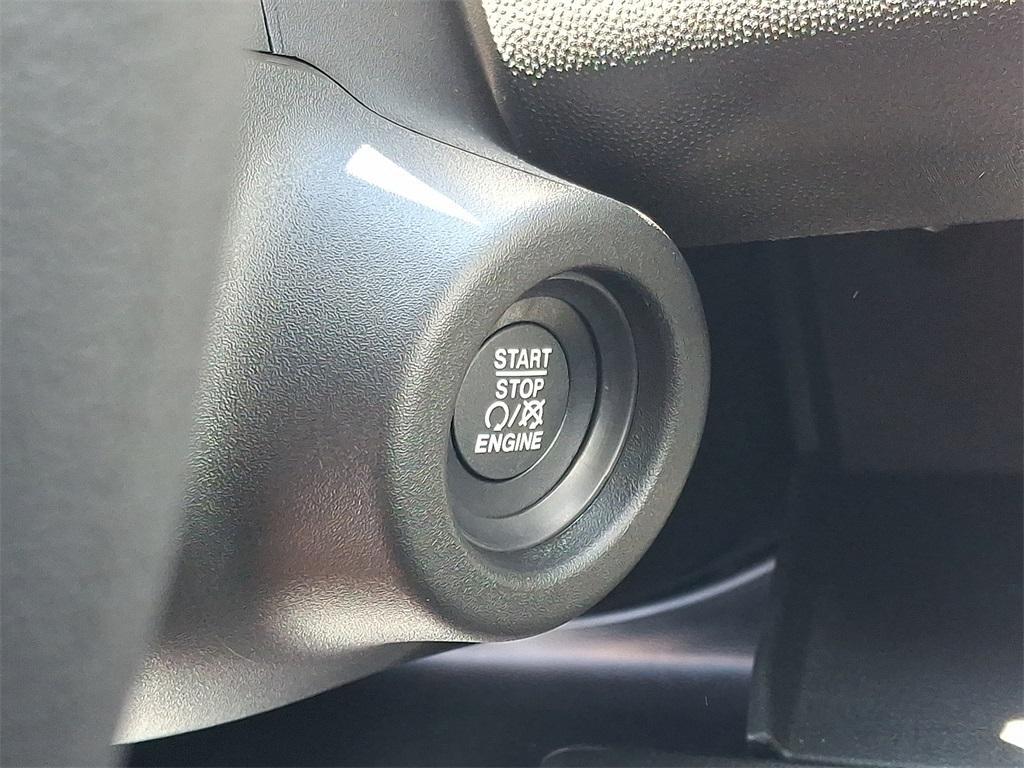 START
STOP
/
ENGINE